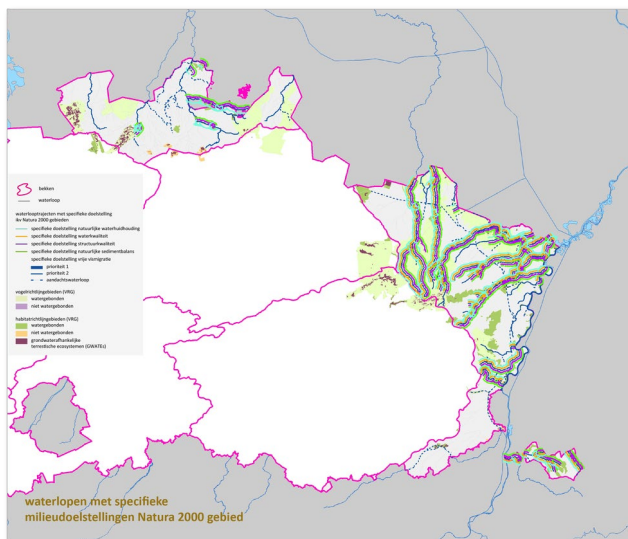 bekken
waterloop
waterlooptrajecten met specifieke doelstelling
ikv Natura 2000 gebieden
specifieke doelstelling natuurlijke waterhuidhouding
specifieke doelstelling waterkwaliteit
specifieke doelstelling structuurkwaliteit
specifieke doelstelling natuurlijke sedimentbalans
specifieke doelstelling vrije vismigratie
prioriteit 1
prioriteit 2
aandachtswaterloop
vogelrichtlijngebieden (VRG)
watergebonden
niet watergebonden
habitatrichtlijngebieden (VRG)
watergebonden
niet watergebonden
grondwaterafhankelijke
terrestische ecosystemen (GWATEs)
waterlopen met specifieke
milieudoelstellingen Natura 2000 gebied